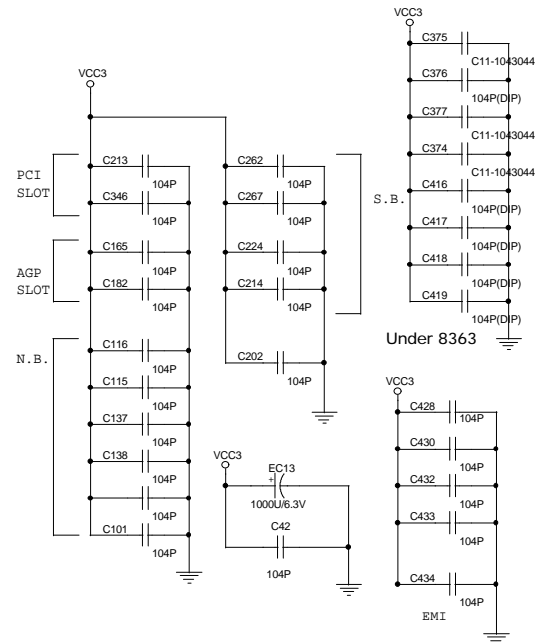 VCC3
PCI SLOT
C213
104P
C346
104P
AGP SLOT
C165
104P
C182
104P
N.B.
C116
104P
C115
104P
C137
104P
C138
104P
104P
C101
104P
C262
104P
C267
104P
S.B.
C224
104P
C214
104P
C202
104P
VCC3
EC13
+
1000U/6.3V
C42
104P
VCC3
C375
C11-1043044
C376
104P(DIP)
C377
C11-1043044
C374
C11-1043044
C416
104P(DIP)
C417
104P(DIP)
C418
104P(DIP)
C419
104P(DIP)
Under 8363
VCC3
C428
104P
C430
104P
C432
104P
C433
104P
C434
104P
EMI